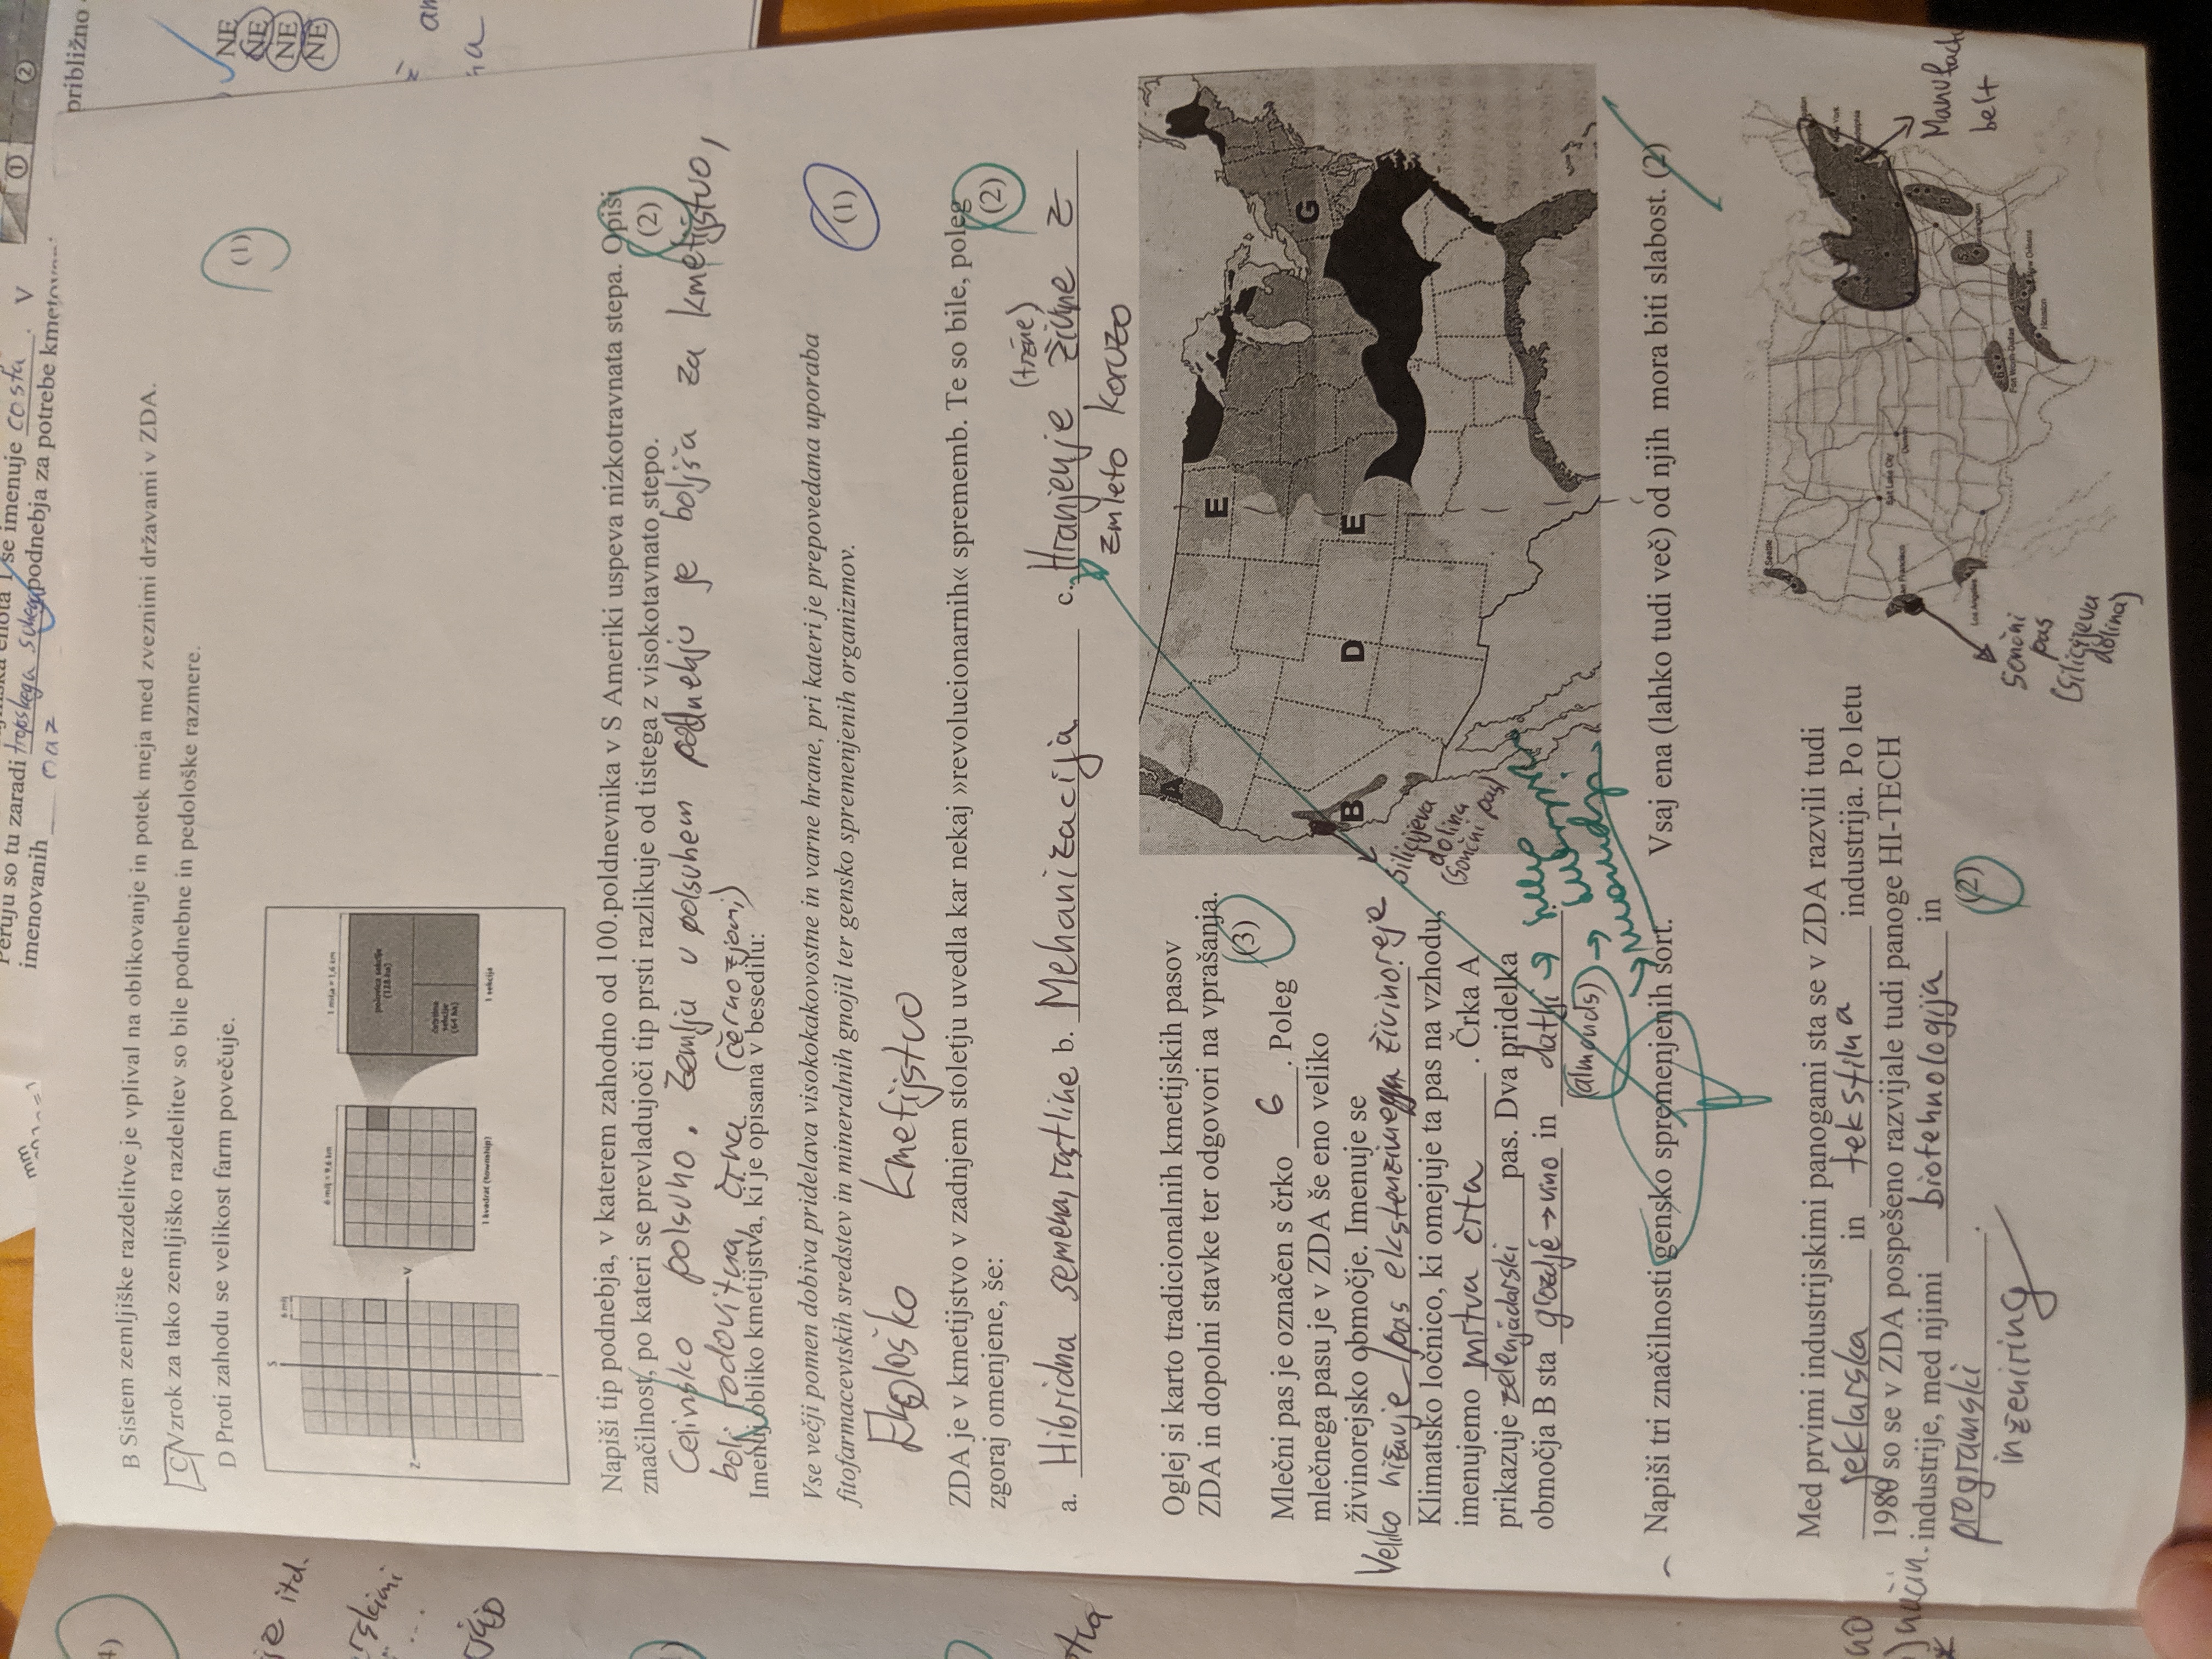 Peruju so tu zaradi tropskega suhega podnebja za potrebe
imenovanih oaz
se imenuje costa. V
približno
NE
NE
NE
NE
B Sistem zemljiške razdelitve je vplival na oblikovanje in potek meja med zveznimi državami v ZDA.
C Vzrok za tako zemljiško razdelitev so bile podnebne in pedološke razmere.
D Proti zahodu se velikost farm povečuje.
(1)
S
6 milj
Z
V
J
6 milj = 9,6 km
1 kvadrat (township)
1 milja = 1,6 km
polovica sekcije
(128 ha)
četrtina
sekcije
(64 ha)
1 sekcija
Napiši tip podnebja, v katerem zahodno od 100.poldnevnika v S Ameriki uspeva nizkotravnata stepa. Opiši
značilnost, po kateri se prevladujoči tip prsti razlikuje od tistega z visokotavnato stepo. (2)
Celinsko polsuho. Zemlja v polsuhem podnebju je boljša za kmetijstvo,
bolj rodovitna, črna (černozjomi)
Imenuj obliko kmetijstva, ki je opisana v besedilu:
Vse večji pomen dobiva pridelava visokokakovostne in varne hrane, pri kateri je prepovedana uporaba
fitofarmacevtskih sredstev in mineralnih gnojil ter gensko spremenjenih organizmov. (1)
Ekološko kmetijstvo
ZDA je v kmetijstvo v zadnjem stoletju uvedla kar nekaj »revolucionarnih« sprememb. Te so bile, poleg
zgoraj omenjene, še: (2)
a. Hibridna semena, rastline b. Mehanizacija c. Hranjenje živine z
zmleto koruzo
Oglej si karto tradicionalnih kmetijskih pasov
ZDA in dopolni stavke ter odgovori na vprašanja.
(3)
Mlečni pas je označen s črko G. Poleg
mlečnega pasu je v ZDA še eno veliko
živinorejsko območje. Imenuje se
Veliko nižavje/pas ekstenzivne živinoreje.
Klimatsko ločnico, ki omejuje ta pas na vzhodu,
imenujemo mrtva črta. Črka A
prikazuje zelenjadarski pas. Dva pridelka
območja B sta grozdje → vino in datlji →
(almonds) →
→ mandlji
A
B
D
E
E
G
Silicijeva
dolina
(Sončni pas)
Napiši tri značilnosti gensko spremenjenih sort. Vsaj ena (lahko tudi več) od njih mora biti slabost. (2)
Med prvimi industrijskimi panogami sta se v ZDA razvili tudi
jeklarska in tekstilna industrija. Po letu
1980 so se v ZDA pospešeno razvijale tudi panoge HI-TECH
industrije, med njimi biotehnologija in
programski.
inženiring
(2)
Seattle
San Francisco
Salt Lake City
Denver
Los Angeles
Fort Worth-Dallas
Houston
New Orleans
Birmingham
New York
Sončni
pas
(Silicijeva
dolina)
belt